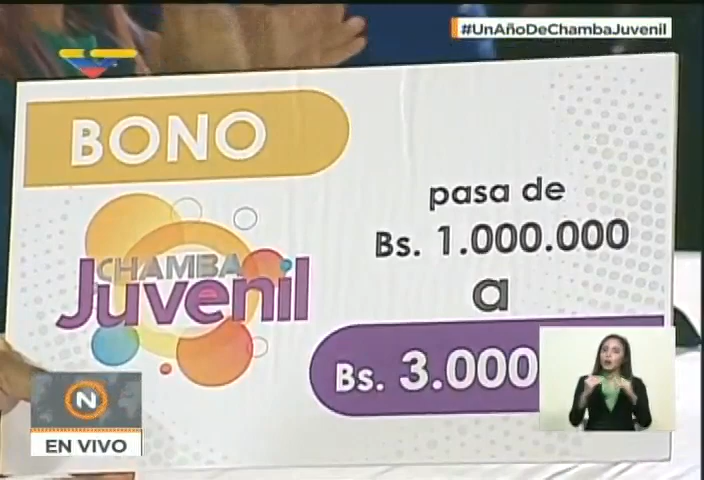 #UnAñoDeChambaJuvenil
BONO
pasa de
CHAMBA
Juvenil
Bs. 1.000.000
a
Bs. 3.000
N
EN VIVO